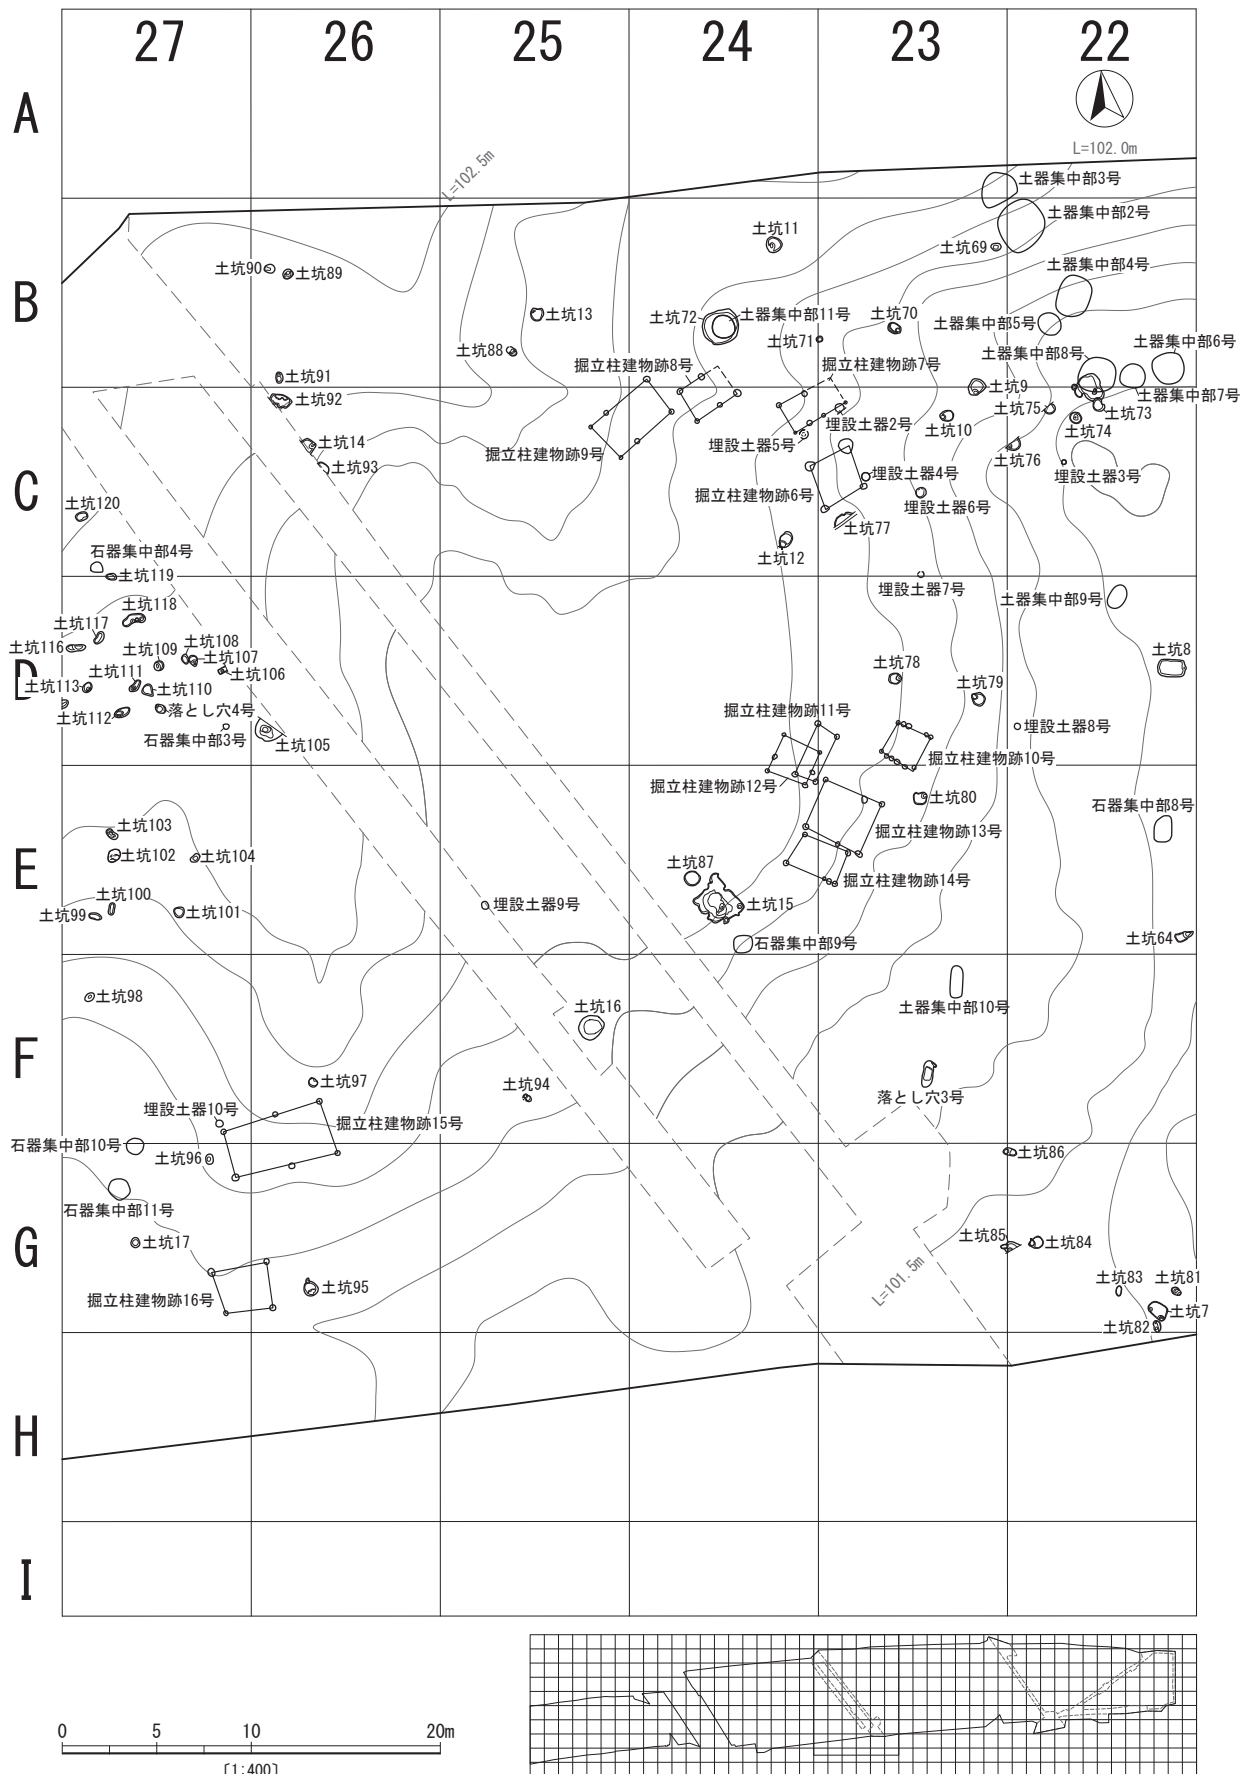 27 26 25 24 23 22
A
L=102.0m
L=102.5m
土器集中部3号
土器集中部2号
土坑11
土坑69
土坑90 土坑89
土器集中部4号
B
土坑13
土坑72 土器集中部11号 土坑70
土器集中部5号
土坑71
土器集中部6号
土坑88
土器集中部8号
掘立柱建物跡8号 掘立柱建物跡7号
土坑91
土坑9
土器集中部7号
土坑92
土坑75
土坑73
埋設土器2号
土坑10
土坑74
土坑14
埋設土器5号
掘立柱建物跡9号
土坑76
土坑93
埋設土器4号
埋設土器3号
C
掘立柱建物跡6号
土坑120
埋設土器6号
土坑77
石器集中部4号
土坑12
土坑119
埋設土器7号
土器集中部9号
土坑118
土坑117
土坑116
土坑109 土坑108
土坑107
土坑8
土坑106
D
土坑111
土坑113
土坑110
土坑78
土坑79
土坑112
落とし穴4号
掘立柱建物跡11号
埋設土器8号
石器集中部3号
土坑105
掘立柱建物跡10号
掘立柱建物跡12号
土坑80
石器集中部8号
土坑103
掘立柱建物跡13号
土坑102 土坑104
E
土坑87
掘立柱建物跡14号
土坑100
埋設土器9号
土坑15
土坑99
土坑101
土坑64
石器集中部9号
土坑98
土坑16
土器集中部10号
F
土坑97
土坑94
落とし穴3号
埋設土器10号
掘立柱建物跡15号
石器集中部10号
土坑96
土坑86
石器集中部11号
土坑85
土坑84
G
土坑17
土坑95
L=101.5m
土坑83 土坑81
掘立柱建物跡16号
土坑7
土坑82
H
I
0 5 10 20m
[1:400]